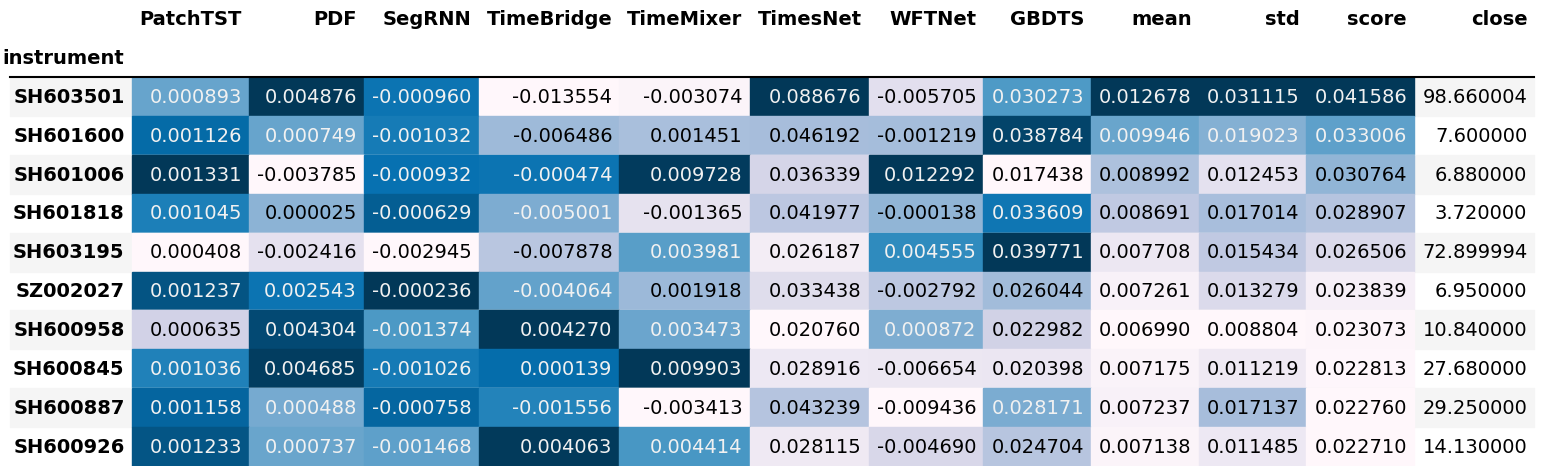 PatchTST PDF SegRNN TimeBridge TimeMixer TimesNet WFTNet GBDTS mean std score close
instrument
SH603501 0.000893 0.004876 -0.000960 -0.013554 -0.003074 0.088676 -0.005705 0.030273 0.012678 0.031115 0.041586 98.660004
SH601600 0.001126 0.000749 -0.001032 -0.006486 0.001451 0.046192 -0.001219 0.038784 0.009946 0.019023 0.033006 7.600000
SH601006 0.001331 -0.003785 -0.000932 -0.000474 0.009728 0.036339 0.012292 0.017438 0.008992 0.012453 0.030764 6.880000
SH601818 0.001045 0.000025 -0.000629 -0.005001 -0.001365 0.041977 -0.000138 0.033609 0.008691 0.017014 0.028907 3.720000
SH603195 0.000408 -0.002416 -0.002945 -0.007878 0.003981 0.026187 0.004555 0.039771 0.007708 0.015434 0.026506 72.899994
SZ002027 0.001237 0.002543 -0.000236 -0.004064 0.001918 0.033438 -0.002792 0.026044 0.007261 0.013279 0.023839 6.950000
SH600958 0.000635 0.004304 -0.001374 0.004270 0.003473 0.020760 0.000872 0.022982 0.006990 0.008804 0.023073 10.840000
SH600845 0.001036 0.004685 -0.001026 0.000139 0.009903 0.028916 -0.006654 0.020398 0.007175 0.011219 0.022813 27.680000
SH600887 0.001158 0.000488 -0.000758 -0.001556 -0.003413 0.043239 -0.009436 0.028171 0.007237 0.017137 0.022760 29.250000
SH600926 0.001233 0.000737 -0.001468 0.004063 0.004414 0.028115 -0.004690 0.024704 0.007138 0.011485 0.022710 14.130000